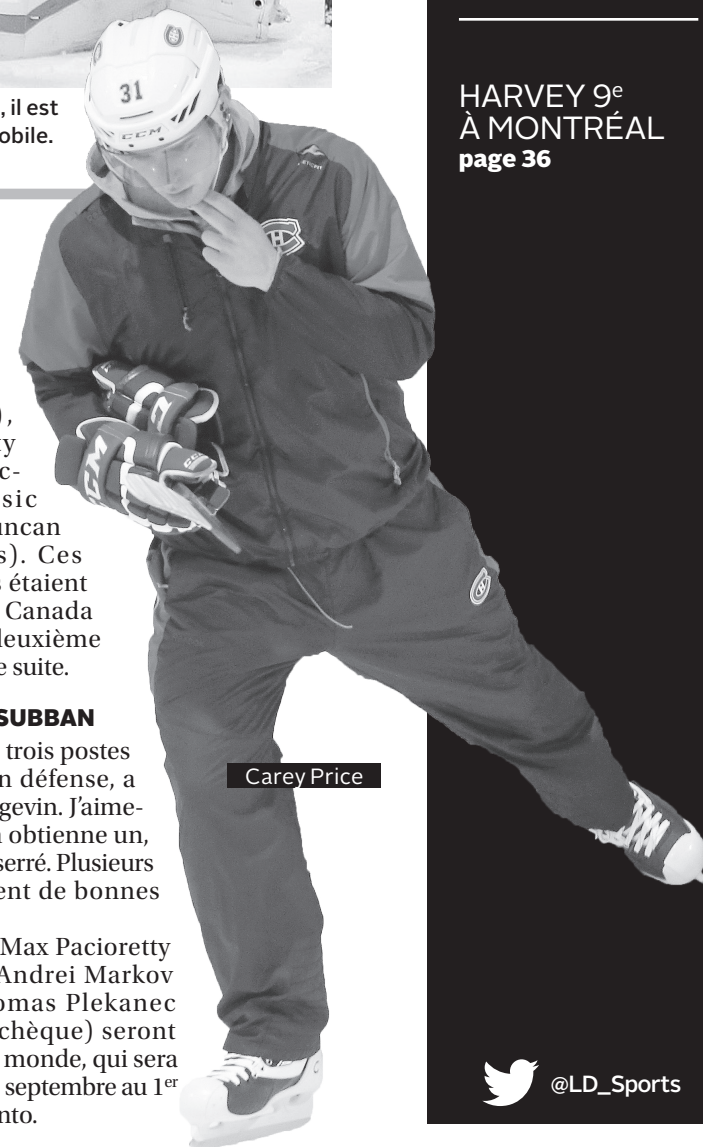 , il est
obile.
31
CCM
),
y
c-
sic
uncan
s). Ces
s étaient
Canada
deuxième
e suite.
SUBBAN
trois postes
n défense, a
gevin. J'aime-
n obtienne un,
serré. Plusieurs
ent de bonnes
Max Pacioretty
Andrei Markov
omas Plekanec
chèque) seront
monde, qui sera
septembre au 1er
nto.
CCM
Carey Price
HARVEY 9e
À MONTRÉAL
page 36
@LD_Sports